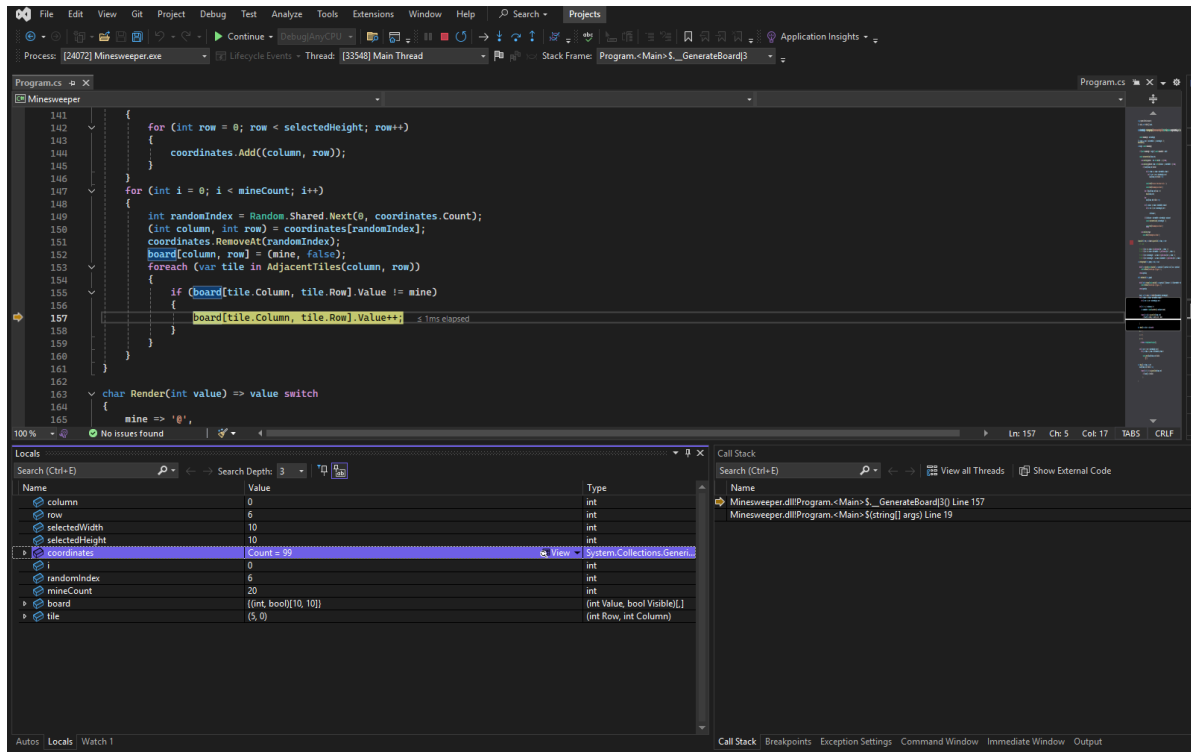 File Edit View Git Project Debug Test Analyze Tools Extensions Window Help Search Projects
Continue Debug|AnyCPU Application Insights
Process: [24072] Minesweeper.exe Lifecycle Events Thread: [33548] Main Thread Stack Frame: Program.<Main>$.__GenerateBoard|3
Program.cs Program.cs
Minesweeper
141 {
142 for (int row = 0; row < selectedHeight; row++)
143 {
144 coordinates.Add((column, row));
145 }
146 }
147 for (int i = 0; i < mineCount; i++)
148 {
149 int randomIndex = Random.Shared.Next(0, coordinates.Count);
150 (int column, int row) = coordinates[randomIndex];
151 coordinates.RemoveAt(randomIndex);
152 board[column, row] = (mine, false);
153 foreach (var tile in AdjacentTiles(column, row))
154 {
155 if (board[tile.Column, tile.Row].Value != mine)
156 {
157 board[tile.Column, tile.Row].Value++; ≤ 1ms elapsed
158 }
159 }
160 }
161 }
162
163 char Render(int value) => value switch
164 {
165 mine => '@',
100 % No issues found Ln: 157 Ch: 5 Col: 17 TABS CRLF
Locals
Search (Ctrl+E) Search Depth: 3
Name Value Type
column 0 int
row 6 int
selectedWidth 10 int
selectedHeight 10 int
coordinates Count = 99 View System.Collections.Generi...
i 0 int
randomIndex 6 int
mineCount 20 int
board {(int, bool)[10, 10]} (int Value, bool Visible)[,]
tile (5, 0) (int Row, int Column)
Autos Locals Watch 1
Call Stack
Search (Ctrl+E) View all Threads Show External Code
Name
Minesweeper.dll!Program.<Main>$.__GenerateBoard|3() Line 157
Minesweeper.dll!Program.<Main>$(string[] args) Line 19
Call Stack Breakpoints Exception Settings Command Window Immediate Window Output